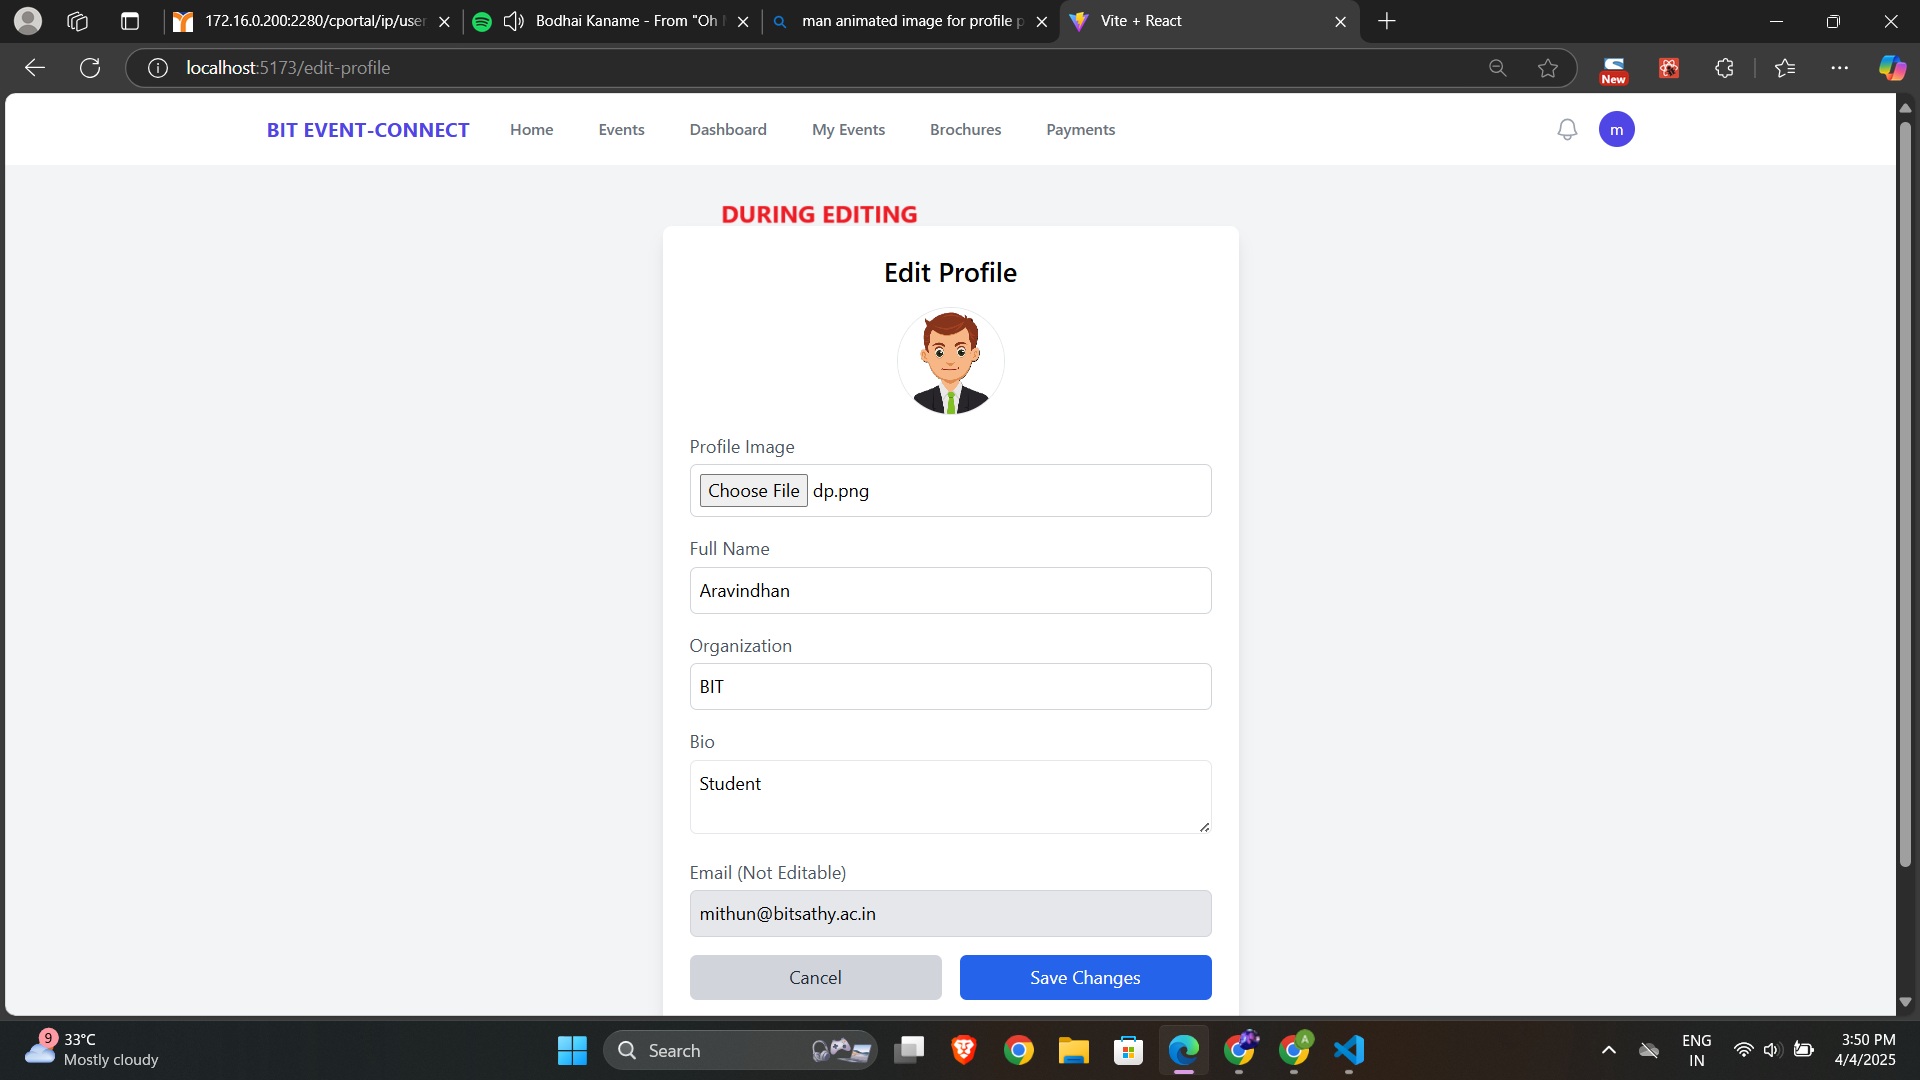 172.16.0.200:2280/cportal/ip/user
Bodhai Kaname - From "Oh
man animated image for profile p
Vite + React
localhost:5173/edit-profile
New
BIT EVENT-CONNECT
Home
Events
Dashboard
My Events
Brochures
Payments
m
DURING EDITING
Edit Profile
Profile Image
Choose File
dp.png
Full Name
Aravindhan
Organization
BIT
Bio
Student
Email (Not Editable)
mithun@bitsathy.ac.in
Cancel
Save Changes
9
33°C
Mostly cloudy
Search
A
ENG
IN
3:50 PM
4/4/2025